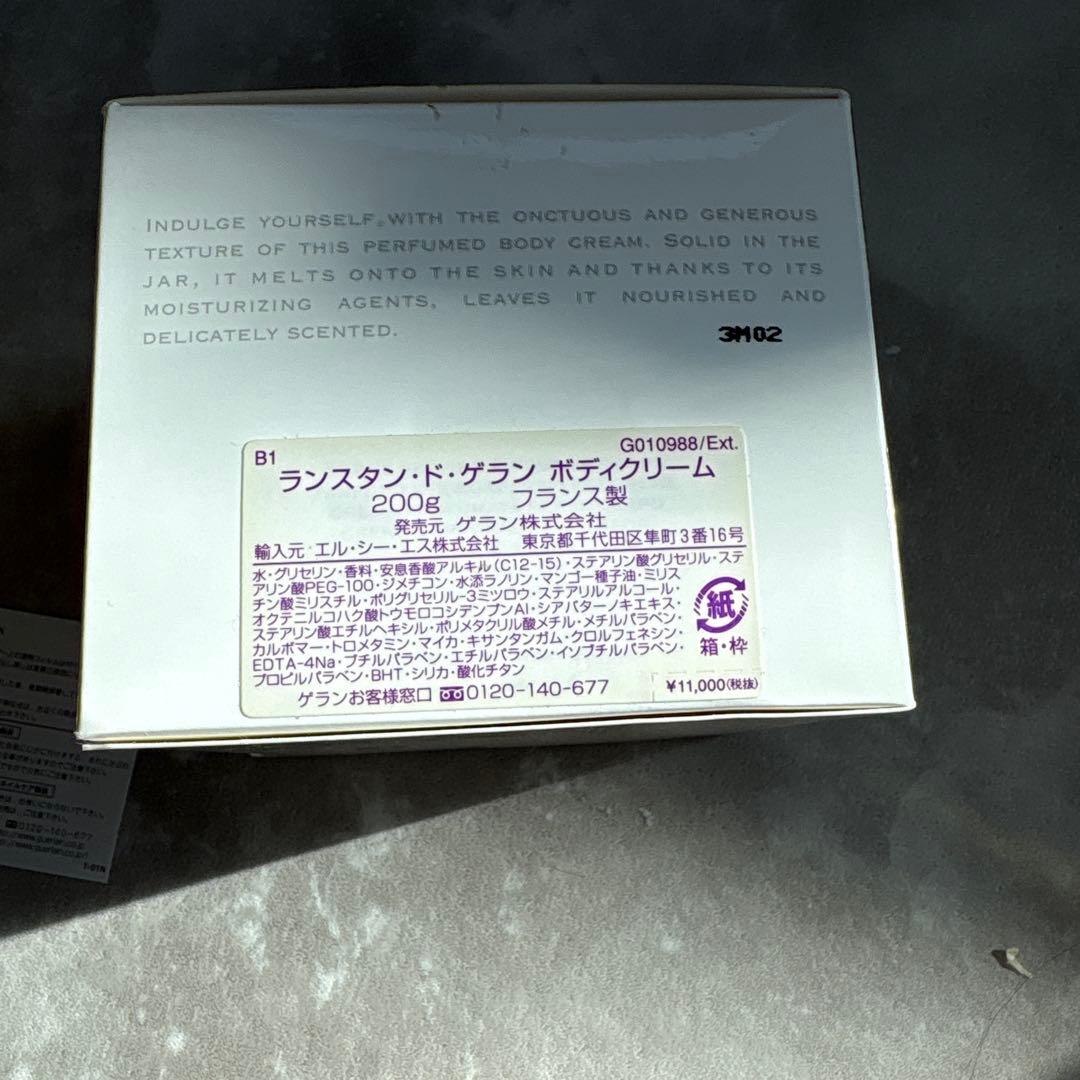 INDULGE YOURSELF WITH THE ONCTUOUS AND GENEROUS
TEXTURE OF THIS PERFUMED BODY CREAM. SOLID IN THE
JAR, IT MELTS ONTO THE SKIN AND THANKS TO ITS
MOISTURIZING AGENTS, LEAVES IT NOURISHED AND
DELICATELY SCENTED.
3M02
B1
G010988/Ext.
ランスタン・ド・ゲラン ボディクリーム
200g フランス製
発売元 ゲラン株式会社
輸入元 エル・シー・エス株式会社 東京都千代田区隼町3番16号
水・グリセリン・香料・安息香酸アルキル(C12-15)・ステアリン酸グリセリル・ステ
アリン酸PEG-100・ジメチコン・水添ラノリン・マンゴー種子油・ミリス
チン酸ミリスチル・ポリグリセリル-3ミツロウ・ステアリルアルコール・
オクテニルコハク酸トウモロコシデンプンAl・シアバターノキエキス・
ステアリン酸エチルヘキシル・ポリメタクリル酸メチル・メチルパラベン・
カルボマー・トロメタミン・マイカ・キサンタンガム・クロルフェネシン・
EDTA-4Na・ブチルパラベン・エチルパラベン・イソブチルパラベン・
プロピルパラベン・BHT・シリカ・酸化チタン
紙
箱・枠
ゲランお客様窓口 0120-140-677
¥11,000(税抜)
0120-140-677
1-01N